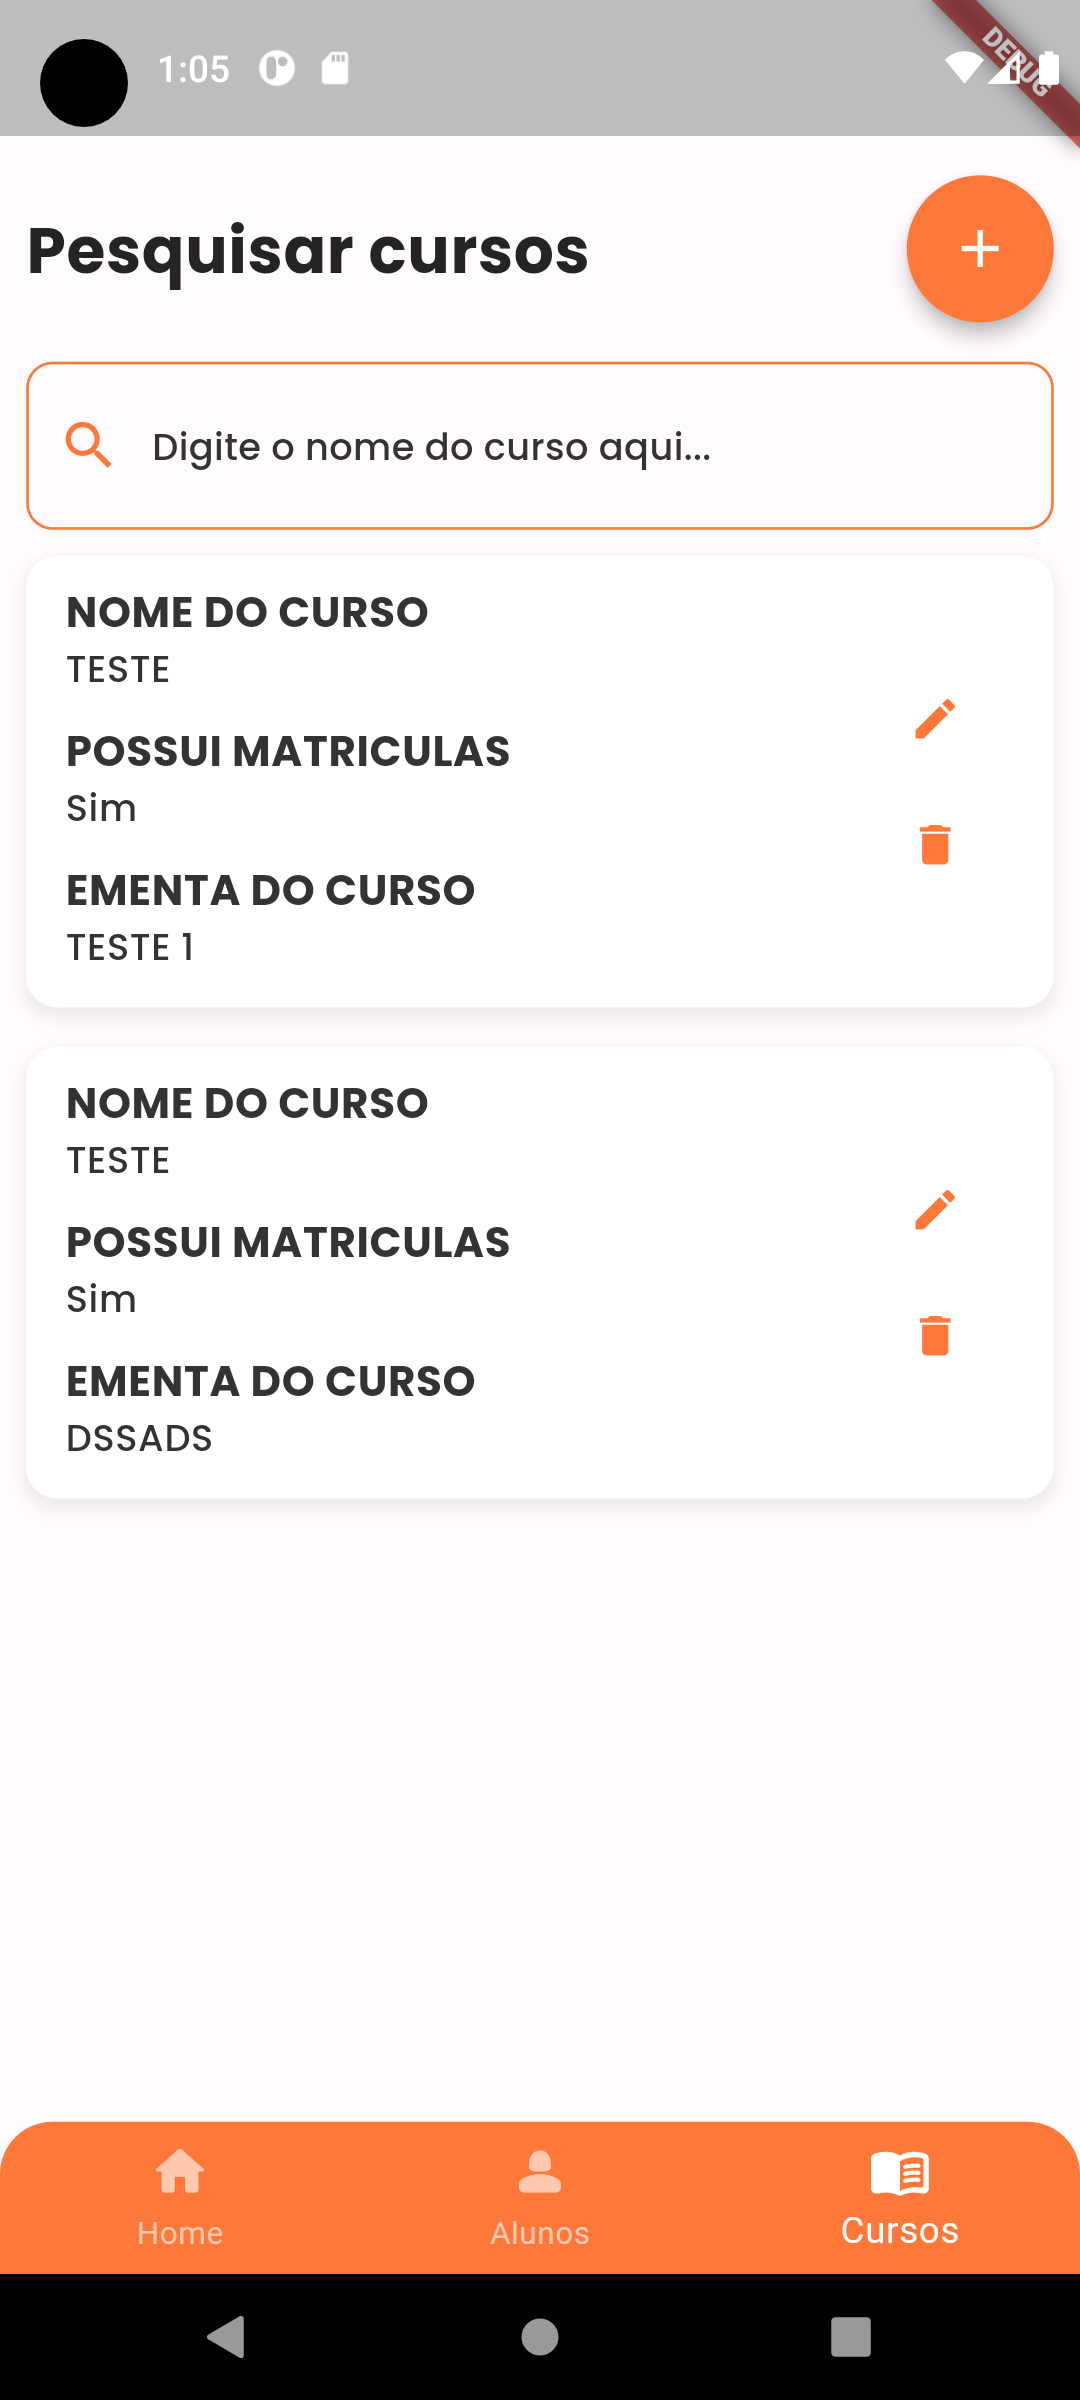 1:05
DEBUG
Pesquisar cursos
Digite o nome do curso aqui...
NOME DO CURSO
TESTE
POSSUI MATRICULAS
Sim
EMENTA DO CURSO
TESTE 1
NOME DO CURSO
TESTE
POSSUI MATRICULAS
Sim
EMENTA DO CURSO
DSSADS
Home
Alunos
Cursos